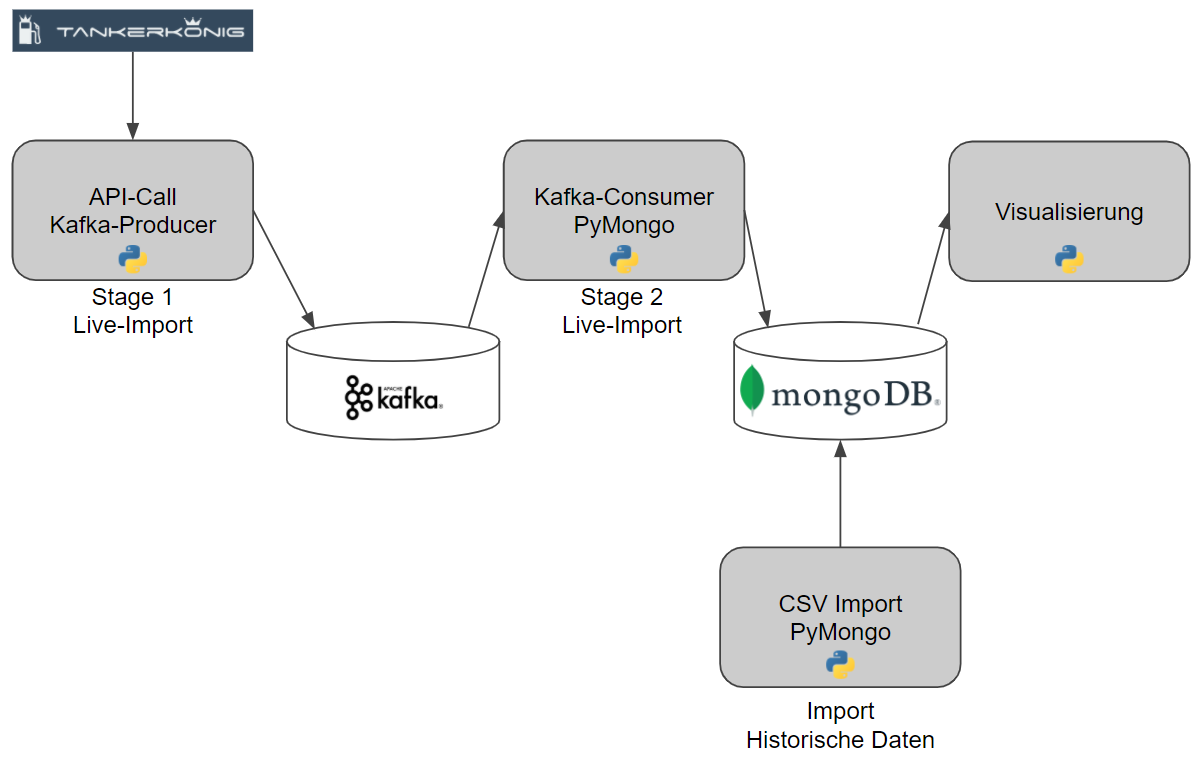 TANKERKÖNIG
API-Call
Kafka-Producer
Stage 1
Live-Import
Kafka-Consumer
PyMongo
Stage 2
Live-Import
Visualisierung
APACHE
kafka®
mongoDB®
CSV Import
PyMongo
Import
Historische Daten